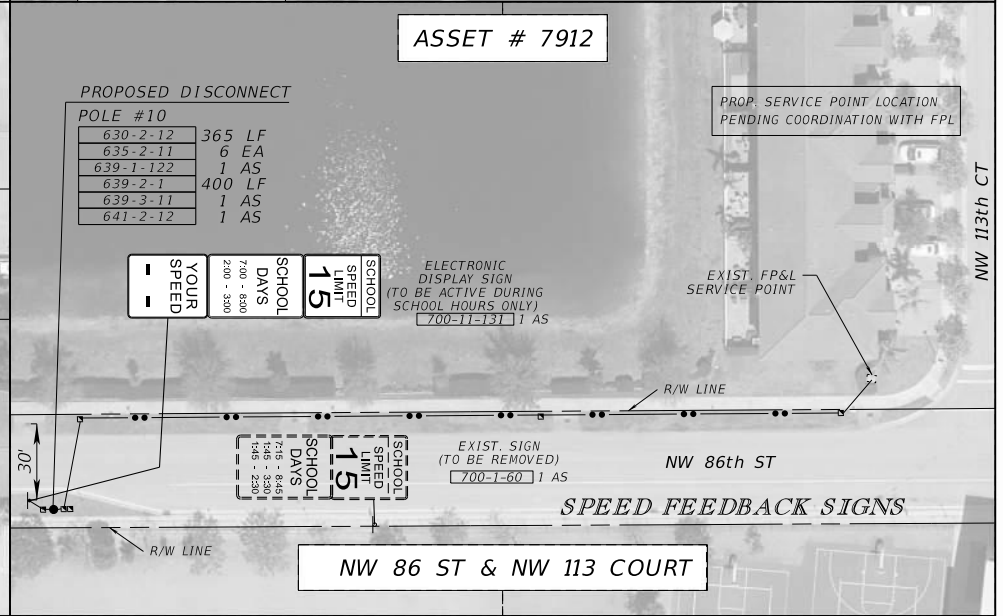 ASSET # 7912
PROPOSED DISCONNECT
POLE #10
630-2-12 365 LF
635-2-11 6 EA
639-1-122 1 AS
639-2-1 400 LF
639-3-11 1 AS
641-2-12 1 AS
PROP. SERVICE POINT LOCATION
PENDING COORDINATION WITH FPL
NW 113th CT
SCHOOL
SPEED
LIMIT
15
SCHOOL
DAYS
7:00 - 8:00
2:00 - 3:00
YOUR
SPEED
- -
ELECTRONIC
DISPLAY SIGN
(TO BE ACTIVE DURING
SCHOOL HOURS ONLY)
700-11-131 1 AS
EXIST. FP&L
SERVICE POINT
R/W LINE
30'
SCHOOL
SPEED
LIMIT
15
SCHOOL
DAYS
7:15 - 8:45
1:45 - 3:30
1:45 - 2:30
EXIST. SIGN
(TO BE REMOVED)
700-1-60 1 AS
NW 86th ST
SPEED FEEDBACK SIGNS
R/W LINE
NW 86 ST & NW 113 COURT